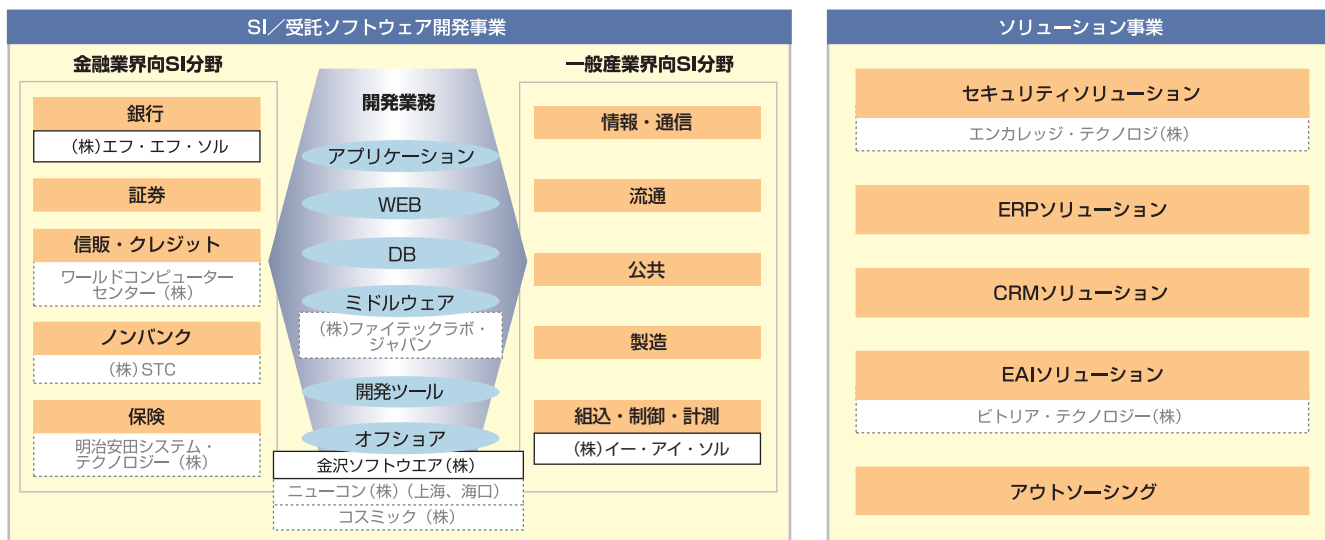 SI/受託ソフトウェア開発事業
金融業界向SI分野
銀行
(株)エフ・エフ・ソル
証券
信販・クレジット
ワールドコンピューター
センター(株)
ノンバンク
(株)STC
保険
明治安田システム・
テクノロジー(株)
開発業務
アプリケーション
WEB
DB
ミドルウェア
(株)ファイテックラボ・
ジャパン
開発ツール
オフショア
金沢ソフトウエア(株)
ニューコン(株)(上海、海口)
コスミック(株)
一般産業界向SI分野
情報・通信
流通
公共
製造
組込・制御・計測
(株)イー・アイ・ソル
ソリューション事業
セキュリティソリューション
エンカレッジ・テクノロジ(株)
ERPソリューション
CRMソリューション
EAIソリューション
ビトリア・テクノロジー(株)
アウトソーシング